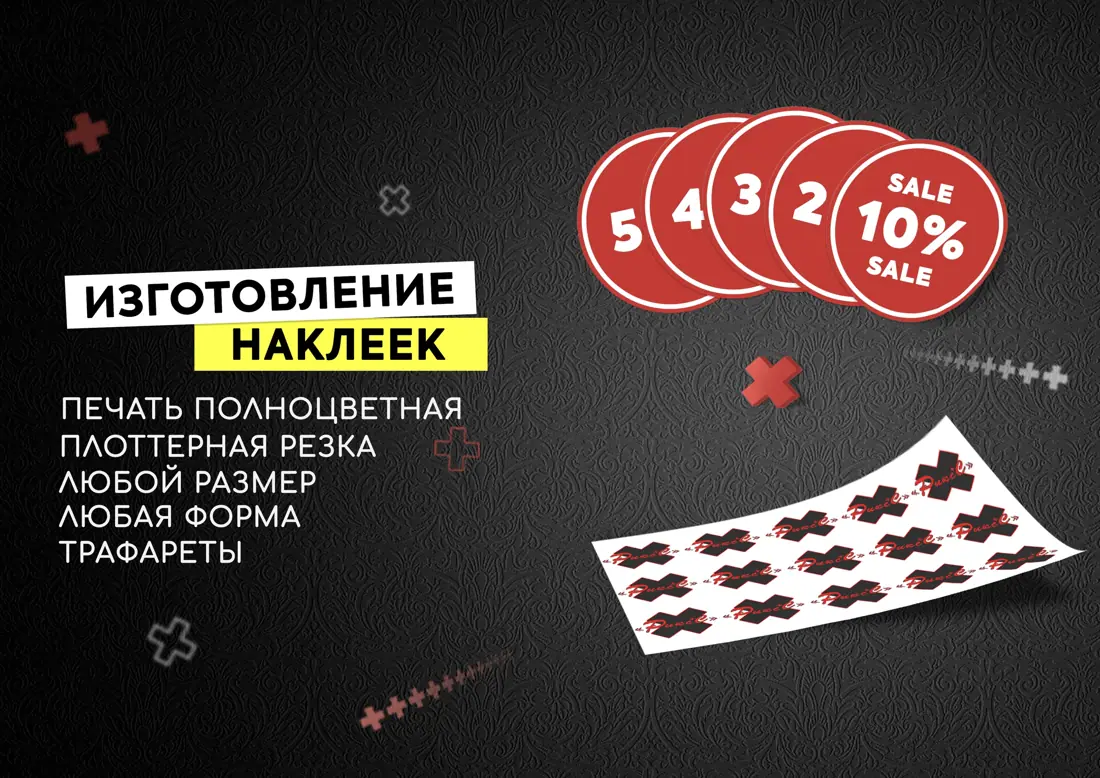 ИЗГОТОВЛЕНИЕ
НАКЛЕЕК
ПЕЧАТЬ ПОЛНОЦВЕТНАЯ
ПЛОТТЕРНАЯ РЕЗКА
ЛЮБОЙ РАЗМЕР
ЛЮБАЯ ФОРМА
ТРАФАРЕТЫ
5
4
3
2
SALE
10%
SALE